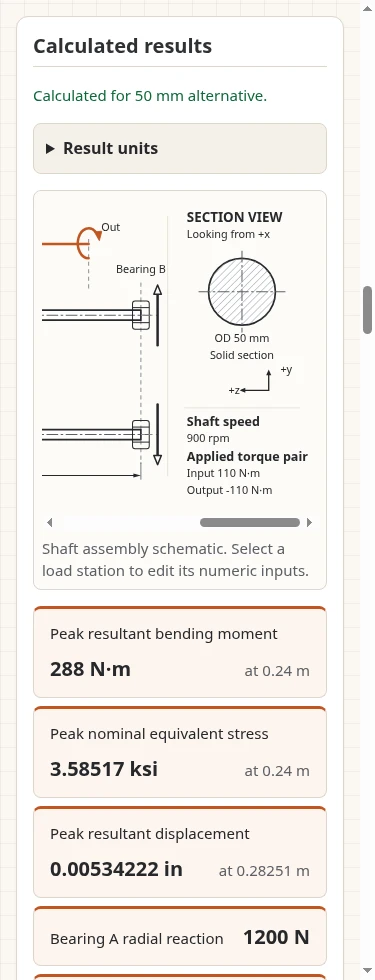 Calculated results
Calculated for 50 mm alternative.
Result units
Out
Bearing B
SECTION VIEW
Looking from +x
OD 50 mm
Solid section
+y
+z
Shaft speed
900 rpm
Applied torque pair
Input 110 N·m
Output -110 N·m
Shaft assembly schematic. Select a
load station to edit its numeric inputs.
Peak resultant bending moment
288 N·m at 0.24 m
Peak nominal equivalent stress
3.58517 ksi at 0.24 m
Peak resultant displacement
0.00534222 in at 0.28251 m
Bearing A radial reaction 1200 N